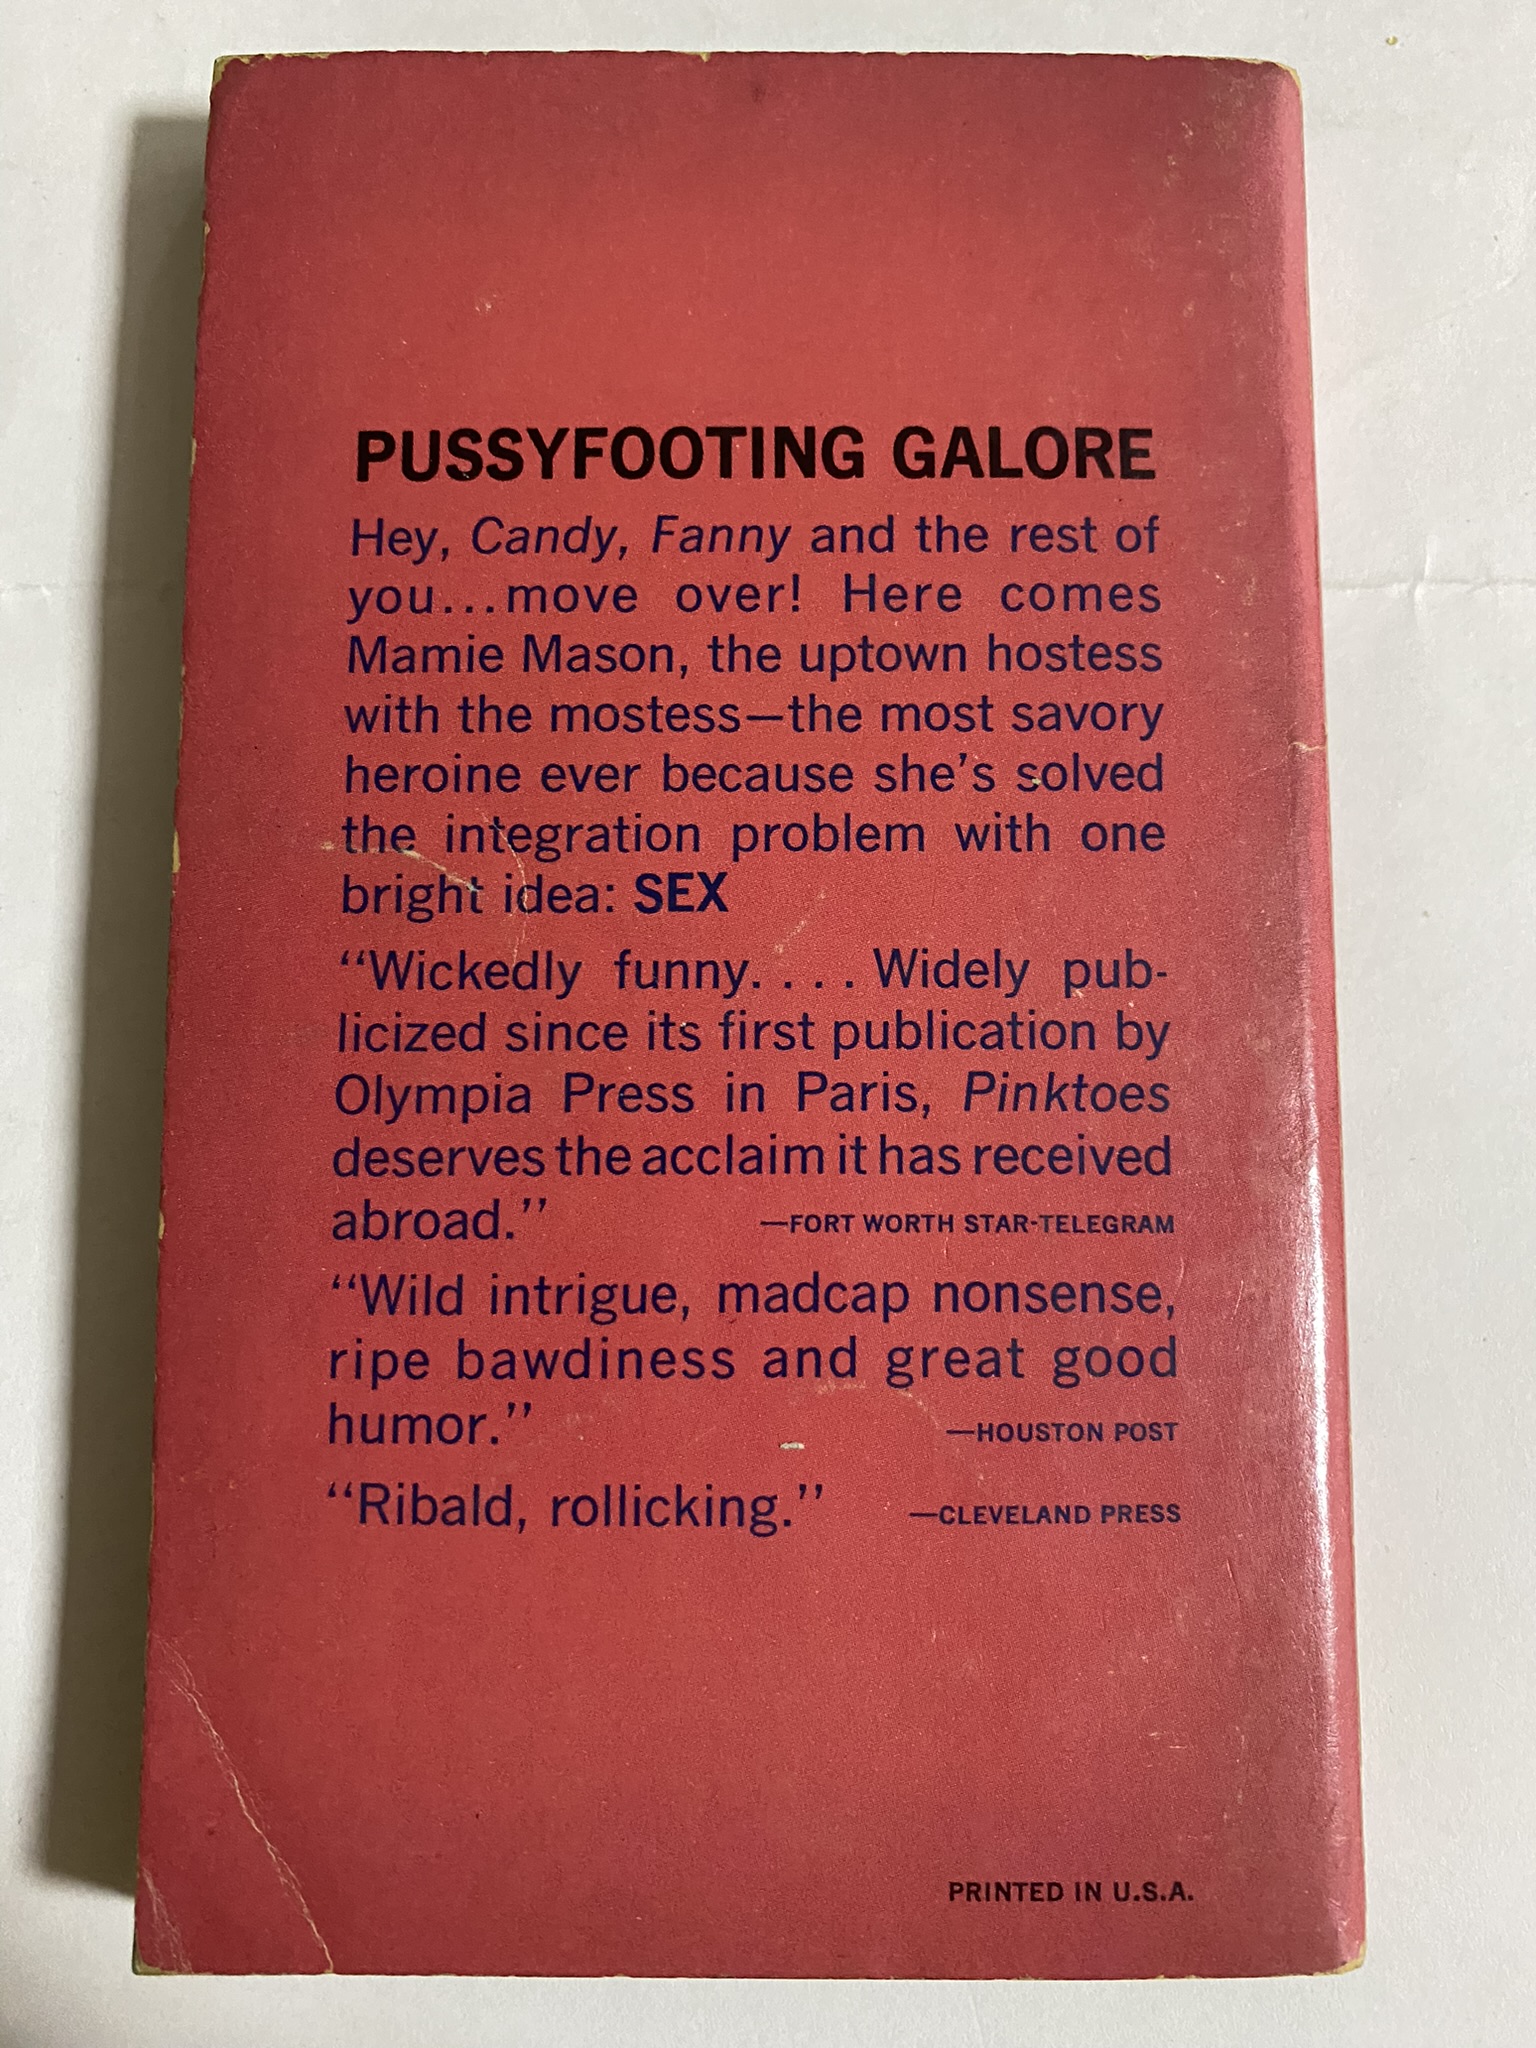 PUSSYFOOTING GALORE
Hey, Candy, Fanny and the rest of
you...move over! Here comes
Mamie Mason, the uptown hostess
with the mostess—the most savory
heroine ever because she's solved
the integration problem with one
bright idea: SEX
“Wickedly funny. . . . Widely pub-
licized since its first publication by
Olympia Press in Paris, Pinktoes
deserves the acclaim it has received
abroad.” —FORT WORTH STAR-TELEGRAM
“Wild intrigue, madcap nonsense,
ripe bawdiness and great good
humor.” —HOUSTON POST
“Ribald, rollicking.” —CLEVELAND PRESS
PRINTED IN U.S.A.